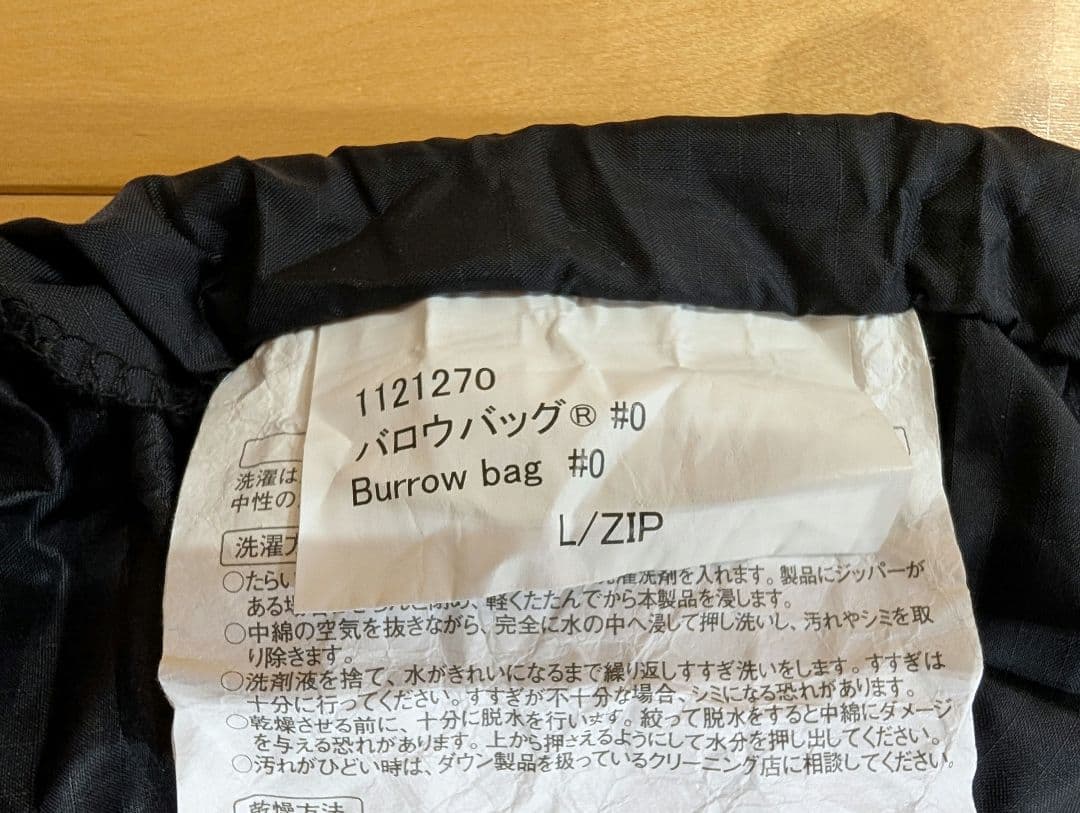 1121270
バロウバッグ® #0
Burrow bag #0
L/ZIP
洗濯は
中性の
洗濯方
○たらい 洗濯洗剤を入れます。製品にジッパーが
ある場合 閉め、軽くたたんでから本製品を浸します。
○中綿の空気を抜きながら、完全に水の中へ浸して押し洗いし、汚れやシミを取
り除きます。
○洗剤液を捨て、水がきれいになるまで繰り返しすすぎ洗いをします。すすぎは
十分に行ってください。すすぎが不十分な場合、シミになる恐れがあります。
○乾燥させる前に、十分に脱水を行います。絞って脱水をすると中綿にダメージ
を与える恐れがあります。上から押さえるようにして水分を押し出してください。
○汚れがひどい時は、ダウン製品を扱っているクリーニング店に相談してください。
乾燥方法